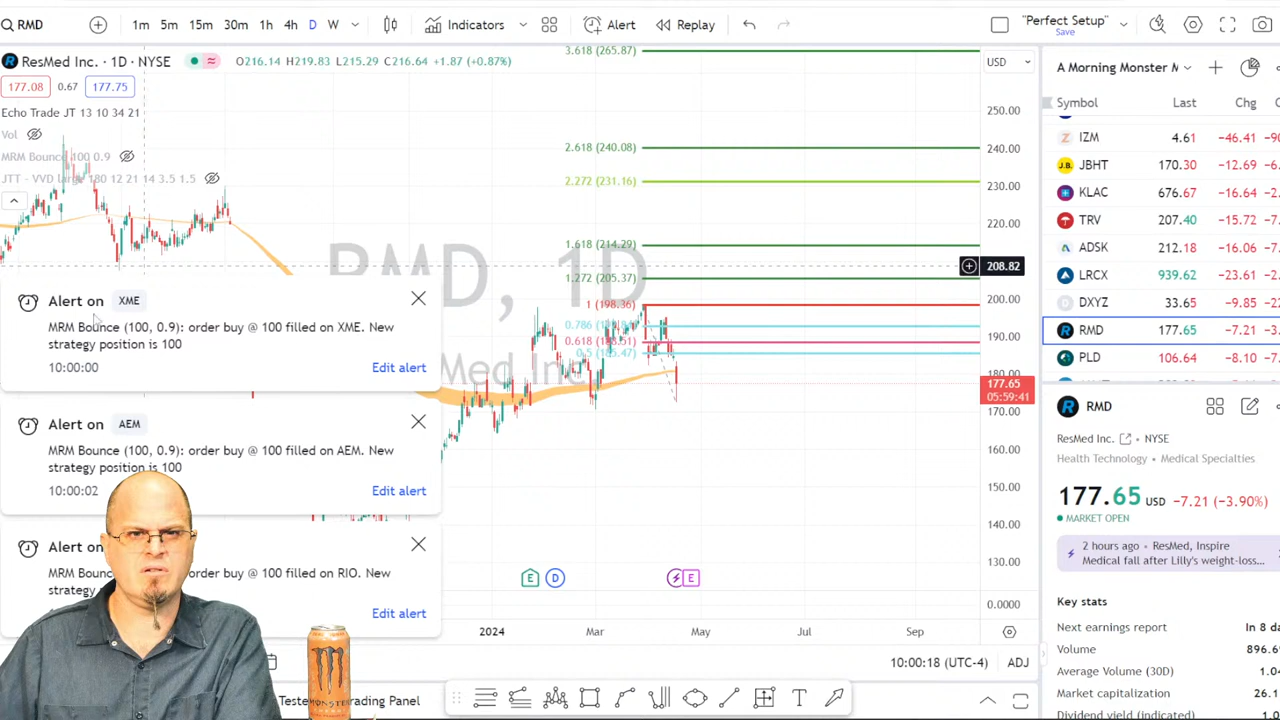 RMD
1m 5m 15m 30m 1h 4h D W
Indicators
Alert
Replay
"Perfect Setup"
Save
ResMed Inc. · 1D · NYSE
O216.14 H219.83 L215.29 C216.64 +1.87 (+0.87%)
177.08 0.67 177.75
Echo Trade JT 13 10 34 21
Vol
MRM Bounce 100 0.9
JTT - VVD large 180 12 21 14 3.5 1.5
RMD, 1D
Med Inc
3.618 (265.87)
2.618 (240.08)
2.272 (231.16)
1.618 (214.29)
1.272 (205.37)
1 (198.36)
0.786
0.618
0.5
USD
250.00
240.00
230.00
220.00
208.82
200.00
190.00
180.00
177.65
05:59:41
170.00
160.00
150.00
140.00
130.00
0.0000
Alert on XME
MRM Bounce (100, 0.9): order buy @ 100 filled on XME. New
strategy position is 100
10:00:00 Edit alert
Alert on AEM
MRM Bounce (100, 0.9): order buy @ 100 filled on AEM. New
strategy position is 100
10:00:02 Edit alert
Alert on
MRM order buy @ 100 filled on RIO. New
Edit alert
E D E
2024 Mar May Jul Sep
10:00:18 (UTC-4) ADJ
Panel
A Morning Monster
Symbol Last Chg
IZM 4.61 −46.41
JBHT 170.30 −12.69
KLAC 676.67 −17.72
TRV 207.40 −15.72
ADSK 212.18 −16.06
LRCX 939.62 −23.61
DXYZ 33.65 −9.85
RMD 177.65 −7.21
PLD 106.64 −8.10
RMD
ResMed Inc. • NYSE
Health Technology • Medical Specialties
177.65 USD −7.21 (−3.90%)
MARKET OPEN
2 hours ago • ResMed, Inspire
Medical fall after Lilly's weight-loss...
Key stats
Next earnings report In 8 d
Volume
Average Volume (30D)
Market capitalization
Dividend yield (indicated)